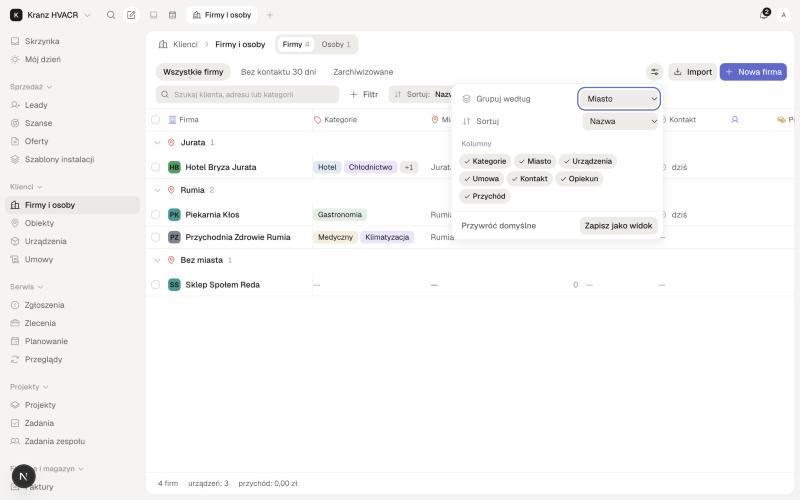 K Kranz HVACR
Firmy i osoby
2
A
Skrzynka
Mój dzień
Sprzedaż
Leady
Szanse
Oferty
Szablony instalacji
Klienci
Firmy i osoby
Obiekty
Urządzenia
Umowy
Serwis
Zgłoszenia
Zlecenia
Planowanie
Przeglądy
Projekty
Projekty
Zadania
Zadania zespołu
i magazyn
Faktury
N
Klienci Firmy i osoby Firmy 4 Osoby 1
Wszystkie firmy Bez kontaktu 30 dni Zarchiwizowane
Import Nowa firma
Szukaj klienta, adresu lub kategorii Filtr Sortuj:
Firma Kategorie Kontakt
Jurata 1
HB Hotel Bryza Jurata Hotel Chłodnictwo +1 Jurata dziś
Rumia 2
PK Piekarnia Kłos Gastronomia Rumia dziś
PZ Przychodnia Zdrowie Rumia Medyczny Klimatyzacja Rumia —
Bez miasta 1
SS Sklep Społem Reda — — 0 — —
Grupuj według Miasto
Sortuj Nazwa
Kolumny
Kategorie Miasto Urządzenia
Umowa Kontakt Opiekun
Przychód
Przywróć domyślne Zapisz jako widok
4 firm urządzeń: 3 przychód: 0,00 zł